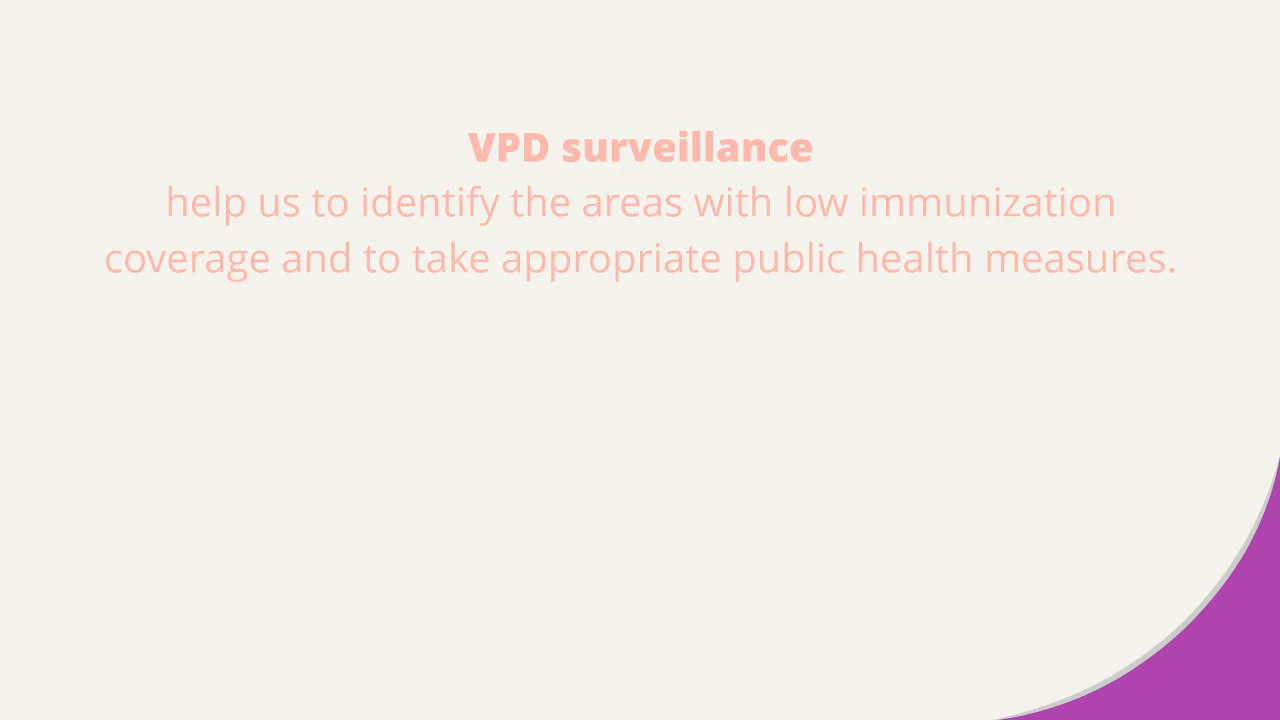 VPD surveillance
help us to identify the areas with low immunization
coverage and to take appropriate public health measures.